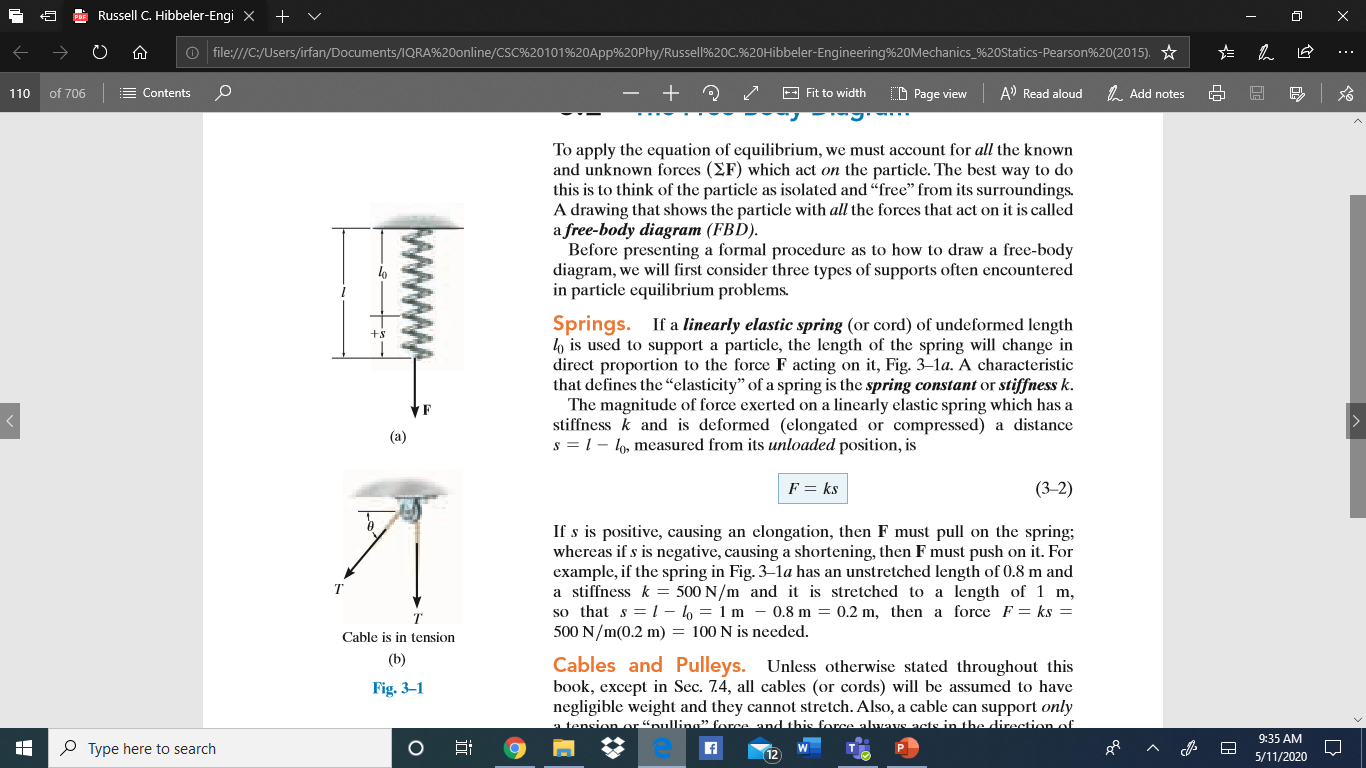 Russell C. Hibbeler-Engi
file:///C:/Users/irfan/Documents/IQRA%20online/CSC%20101%20App%20Phy/Russell%20C.%20Hibbeler-Engineering%20Mechanics_%20Statics-Pearson%20(2015).
110 of 706 Contents Fit to width Page view Read aloud Add notes
To apply the equation of equilibrium, we must account for all the known
and unknown forces (ΣF) which act on the particle. The best way to do
this is to think of the particle as isolated and “free” from its surroundings.
A drawing that shows the particle with all the forces that act on it is called
a free-body diagram (FBD).
Before presenting a formal procedure as to how to draw a free-body
diagram, we will first consider three types of supports often encountered
in particle equilibrium problems.
Springs. If a linearly elastic spring (or cord) of undeformed length
l₀ is used to support a particle, the length of the spring will change in
direct proportion to the force F acting on it, Fig. 3–1a. A characteristic
that defines the “elasticity” of a spring is the spring constant or stiffness k.
The magnitude of force exerted on a linearly elastic spring which has a
stiffness k and is deformed (elongated or compressed) a distance
s = l − l₀, measured from its unloaded position, is
F = ks (3–2)
If s is positive, causing an elongation, then F must pull on the spring;
whereas if s is negative, causing a shortening, then F must push on it. For
example, if the spring in Fig. 3–1a has an unstretched length of 0.8 m and
a stiffness k = 500 N/m and it is stretched to a length of 1 m,
so that s = l − l₀ = 1 m − 0.8 m = 0.2 m, then a force F = ks =
500 N/m(0.2 m) = 100 N is needed.
Cables and Pulleys. Unless otherwise stated throughout this
book, except in Sec. 7.4, all cables (or cords) will be assumed to have
negligible weight and they cannot stretch. Also, a cable can support only
a tension or “pulling” force, and this force always acts in the direction of
l₀
l
+s
F
(a)
θ
T
T
Cable is in tension
(b)
Fig. 3–1
Type here to search
12
9:35 AM
5/11/2020